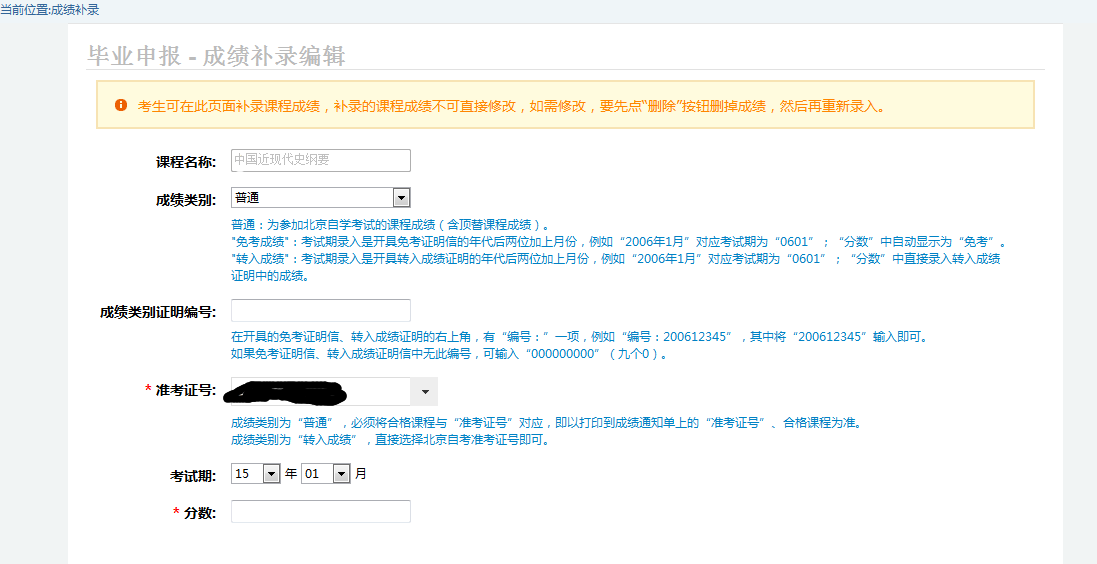 当前位置:成绩补录
毕业申报 - 成绩补录编辑
考生可在此页面补录课程成绩，补录的课程成绩不可直接修改，如需修改，要先点“删除”按钮删掉成绩，然后再重新录入。
课程名称: 中国近现代史纲要
成绩类别: 普通
普通：为参加北京自学考试的课程成绩（含顶替课程成绩）。
"免考成绩"：考试期录入是开具免考证明信的年代后两位加上月份，例如“2006年1月”对应考试期为“0601”；“分数”中自动显示为“免考”。
"转入成绩"：考试期录入是开具转入成绩证明的年代后两位加上月份，例如“2006年1月”对应考试期为“0601”；“分数”中直接录入转入成绩
证明中的成绩。
成绩类别证明编号:
在开具的免考证明信、转入成绩证明的右上角，有“编号：”一项，例如“编号：200612345”，其中将“200612345”输入即可。
如果免考证明信、转入成绩证明信中无此编号，可输入“000000000”（九个0）。
* 准考证号:
成绩类别为“普通”，必须将合格课程与“准考证号”对应，即以打印到成绩通知单上的“准考证号”、合格课程为准。
成绩类别为“转入成绩”，直接选择北京自考准考证号即可。
考试期: 15 年 01 月
* 分数: